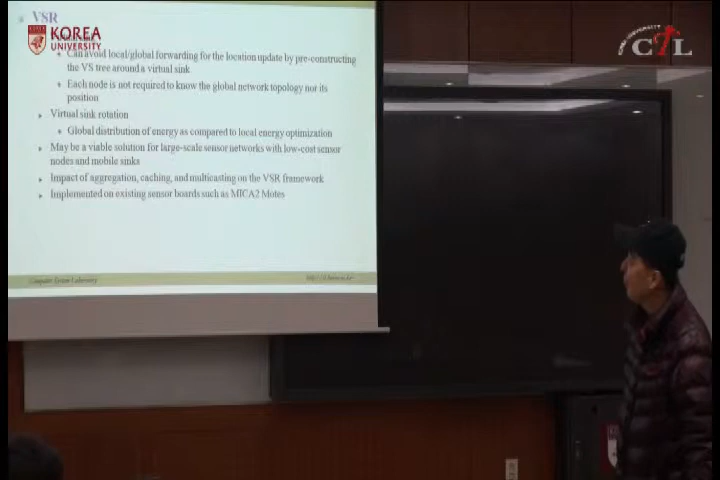 VSR
KOREA
UNIVERSITY
Can avoid local/global forwarding for the location update by pre-constructing
the VS tree around a virtual sink
Each node is not required to know the global network topology nor its
position
Virtual sink rotation
Global distribution of energy as compared to local energy optimization
May be a viable solution for large-scale sensor networks with low-cost sensor
nodes and mobile sinks
Impact of aggregation, caching, and multicasting on the VSR framework
Implemented on existing sensor boards such as MICA2 Motes
Computer System Laboratory
KOREA UNIVERSITY
CTL